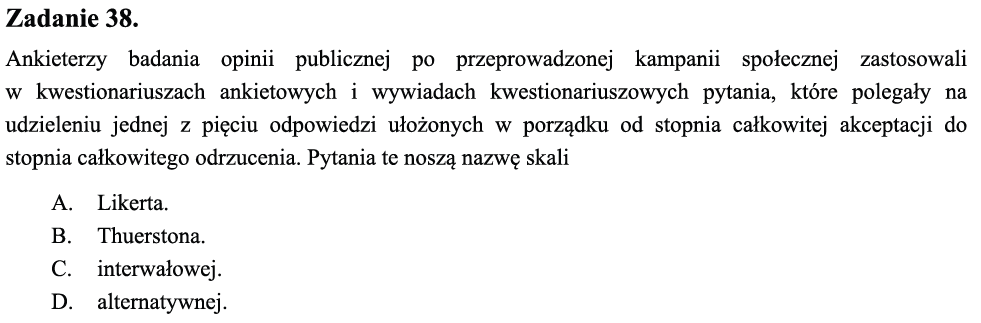 Zadanie 38.
Ankieterzy badania opinii publicznej po przeprowadzonej kampanii społecznej zastosowali
w kwestionariuszach ankietowych i wywiadach kwestionariuszowych pytania, które polegały na
udzieleniu jednej z pięciu odpowiedzi ułożonych w porządku od stopnia całkowitej akceptacji do
stopnia całkowitego odrzucenia. Pytania te noszą nazwę skali
A. Likerta.
B. Thuerstona.
C. interwałowej.
D. alternatywnej.